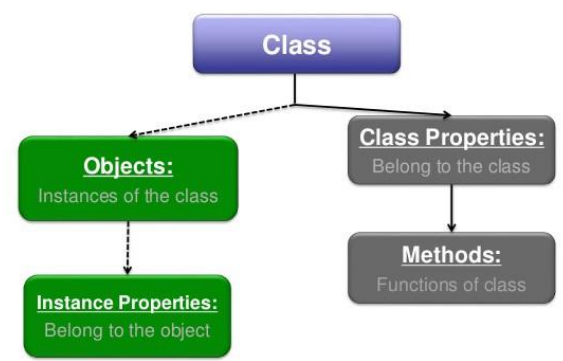 Class
Objects:
Instances of the class
Class Properties:
Belong to the class
Instance Properties:
Belong to the object
Methods:
Functions of class